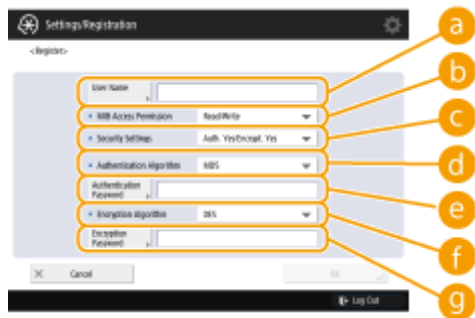 Settings/Registration
<Register>
User Name
a
MIB Access Permission Read/Write
b
Security Settings Auth. Yes/Encrypt. Yes
c
Authentication Algorithm MD5
d
Authentication
Password
e
Encryption Algorithm DES
f
Encryption
Password
g
Cancel
OK
Log Out